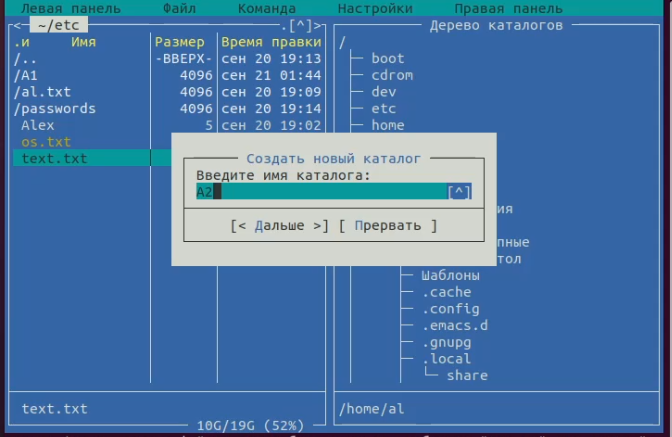 Левая панель Файл Команда Настройки Правая панель
<- ~/etc .[^]>
Дерево каталогов
.и Имя Размер Время правки
/.. -ВВЕРХ- сен 20 19:13
/A1 4096 сен 21 01:44
/al.txt 4096 сен 20 19:09
/passwords 4096 сен 20 19:14
Alex 5 сен 20 19:02
os.txt
text.txt
/
boot
cdrom
dev
etc
home
Создать новый каталог
Введите имя каталога:
A2 [^]
[< Дальше >] [ Прервать ]
Шаблоны
.cache
.config
.emacs.d
.gnupg
.local
share
text.txt
10G/19G (52%)
/home/al